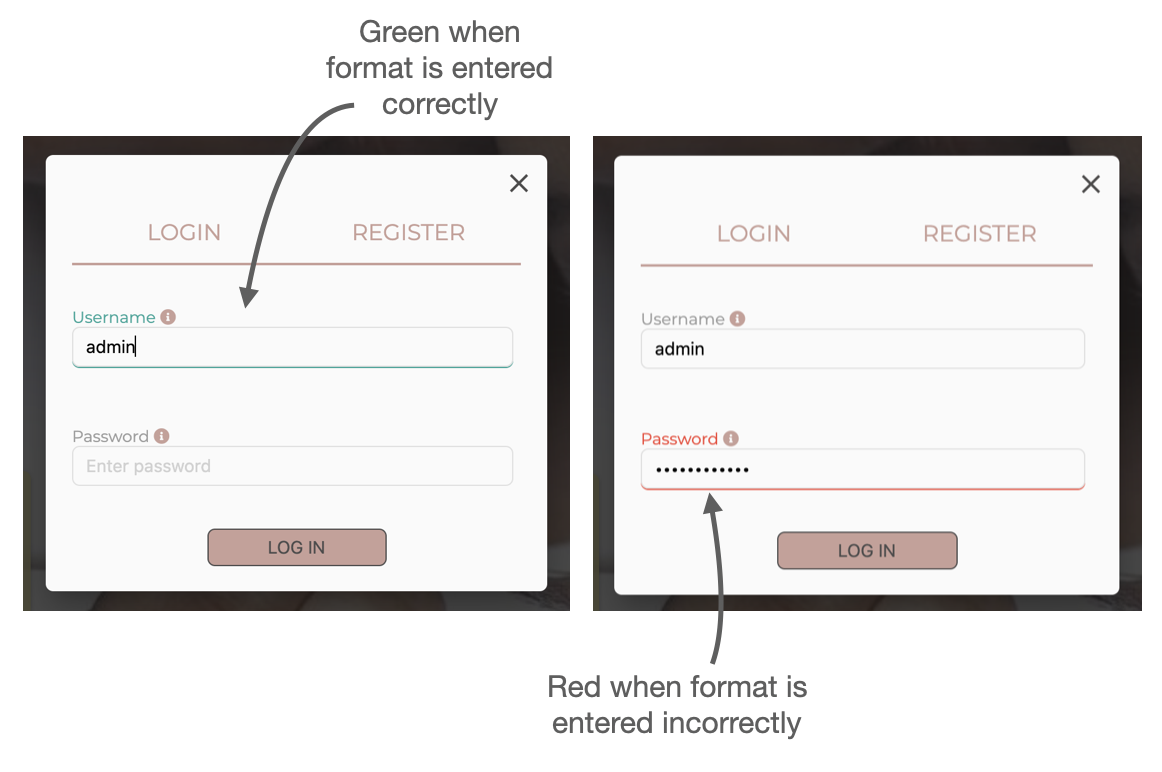 Green when
format is entered
correctly
LOGIN REGISTER
Username
admin
Password
Enter password
LOG IN
LOGIN REGISTER
Username
admin
Password
LOG IN
Red when format is
entered incorrectly